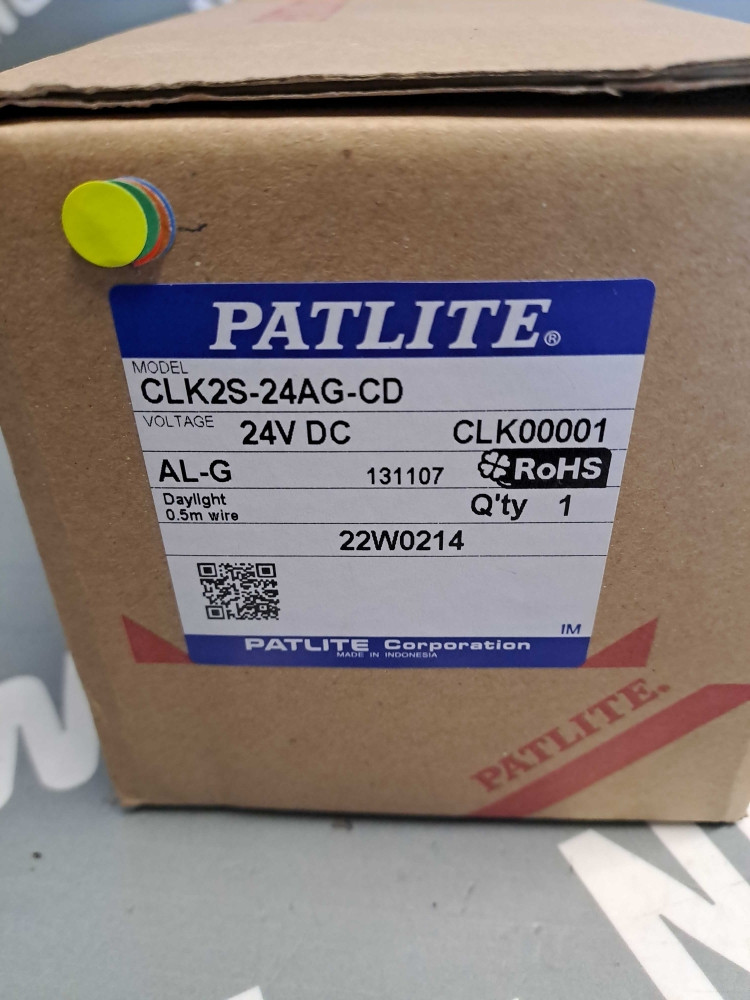 PATLITE®
MODEL
CLK2S-24AG-CD
VOLTAGE 24V DC CLK00001
AL-G 131107 RoHS
Daylight
0.5m wire
Q'ty 1
22W0214
IM
PATLITE Corporation
MADE IN INDONESIA
PATLITE®